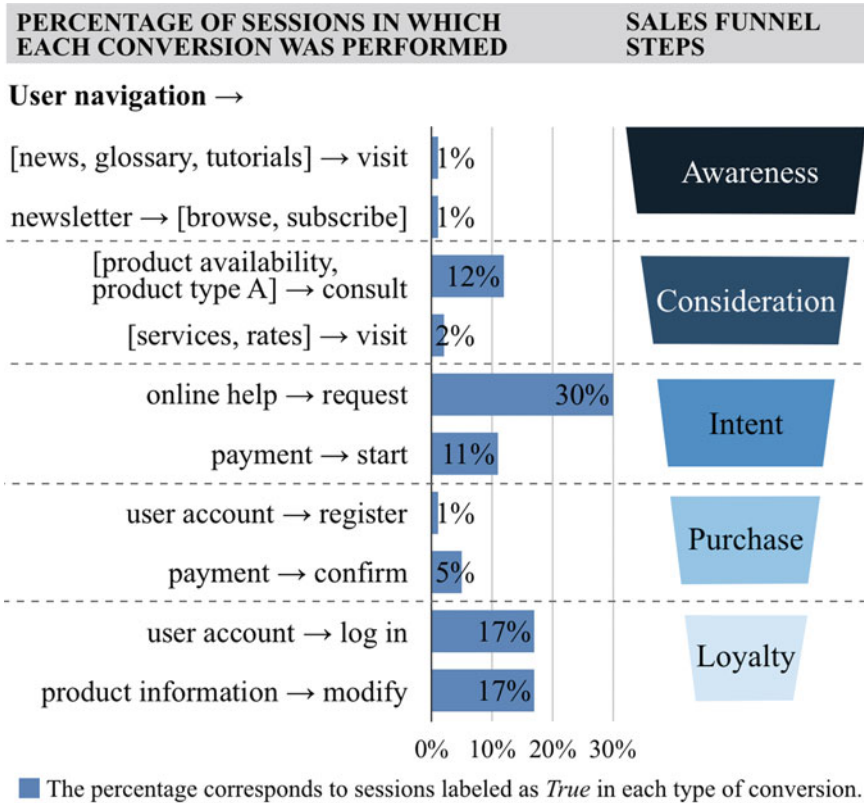 PERCENTAGE OF SESSIONS IN WHICH
EACH CONVERSION WAS PERFORMED
SALES FUNNEL
STEPS
User navigation →
[news, glossary, tutorials] → visit
1%
Awareness
newsletter → [browse, subscribe]
1%
[product availability,
product type A] → consult
12%
Consideration
[services, rates] → visit
2%
online help → request
30%
Intent
payment → start
11%
user account → register
1%
Purchase
payment → confirm
5%
user account → log in
17%
Loyalty
product information → modify
17%
0% 10% 20% 30%
The percentage corresponds to sessions labeled as True in each type of conversion.